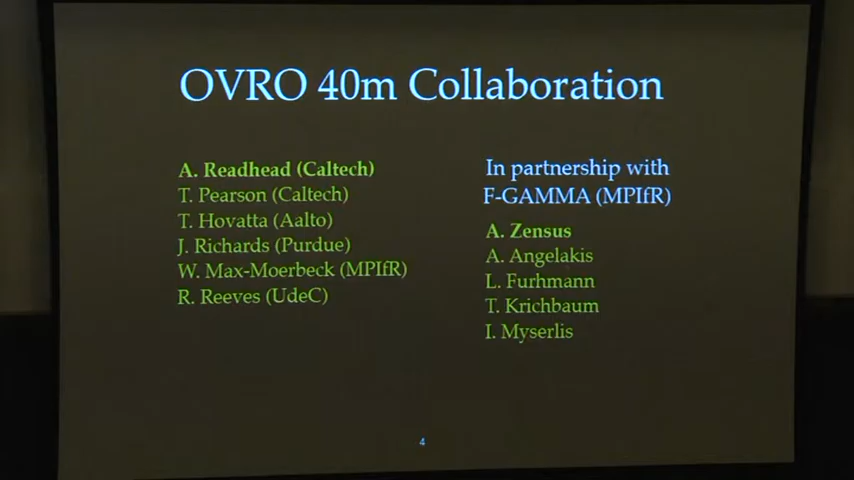 OVRO 40m Collaboration
A. Readhead (Caltech)
T. Pearson (Caltech)
T. Hovatta (Aalto)
J. Richards (Purdue)
W. Max-Moerbeck (MPIfR)
R. Reeves (UdeC)
In partnership with
F-GAMMA (MPIfR)
A. Zensus
A. Angelakis
L. Furhmann
T. Krichbaum
I. Myserlis
4